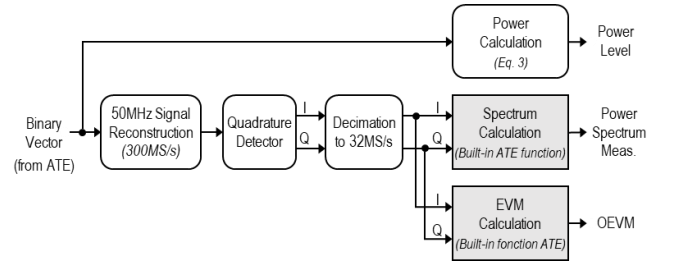 Power
Calculation
(Eq. 3)
Power
Level
Binary
Vector
(from ATE)
50MHz Signal
Reconstruction
(300MS/s)
Quadrature
Detector
I
Q
Decimation
to 32MS/s
I
Q
Spectrum
Calculation
(Built-in ATE function)
Power
Spectrum
Meas.
I
Q
EVM
Calculation
(Built-in fonction ATE)
OEVM